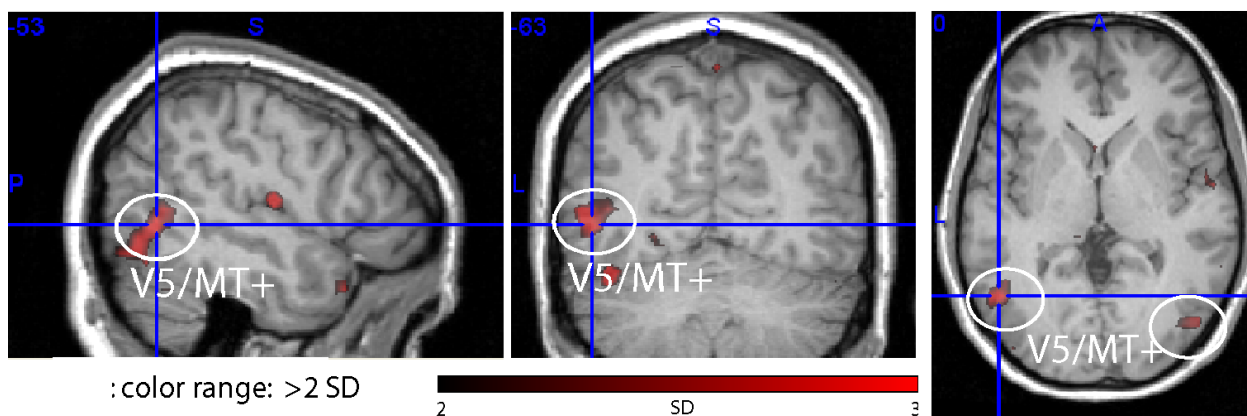 -53
S
P
V5/MT+
-63
S
L
V5/MT+
0
A
L
V5/MT+
: color range: >2 SD
2
SD
3